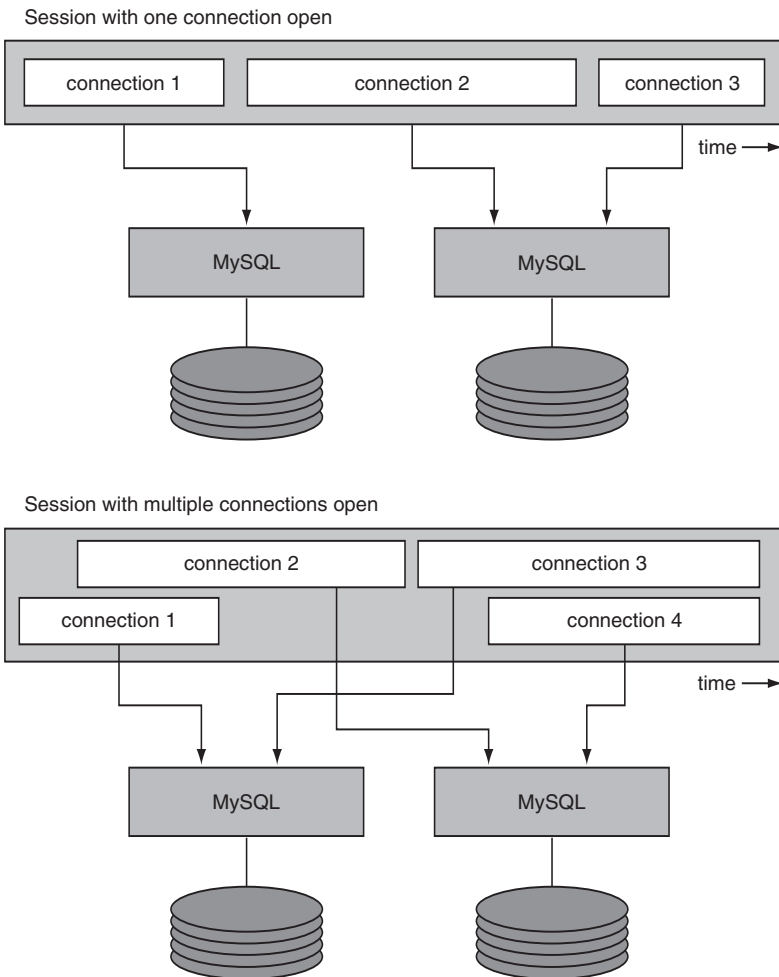 Session with one connection open
connection 1
connection 2
connection 3
time
MySQL
MySQL
Session with multiple connections open
connection 2
connection 3
connection 1
connection 4
time
MySQL
MySQL